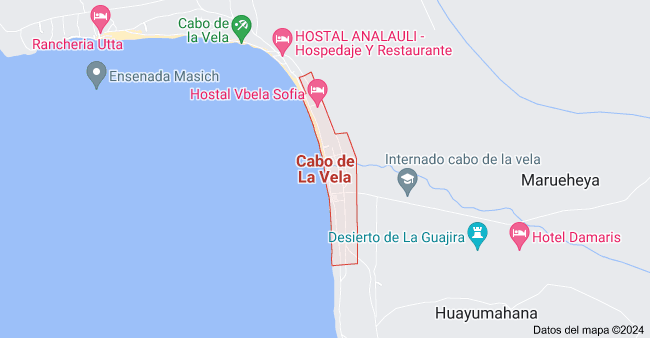 Cabo de
la Vela
HOSTAL ANALAULI -
Hospedaje Y Restaurante
Rancheria Utta
Ensenada Masich
Hostal Vbela Sofia
Cabo de
La Vela
Internado cabo de la vela
Marueheya
Desierto de La Guajira
Hotel Damaris
Huayumahana
Datos del mapa ©2024